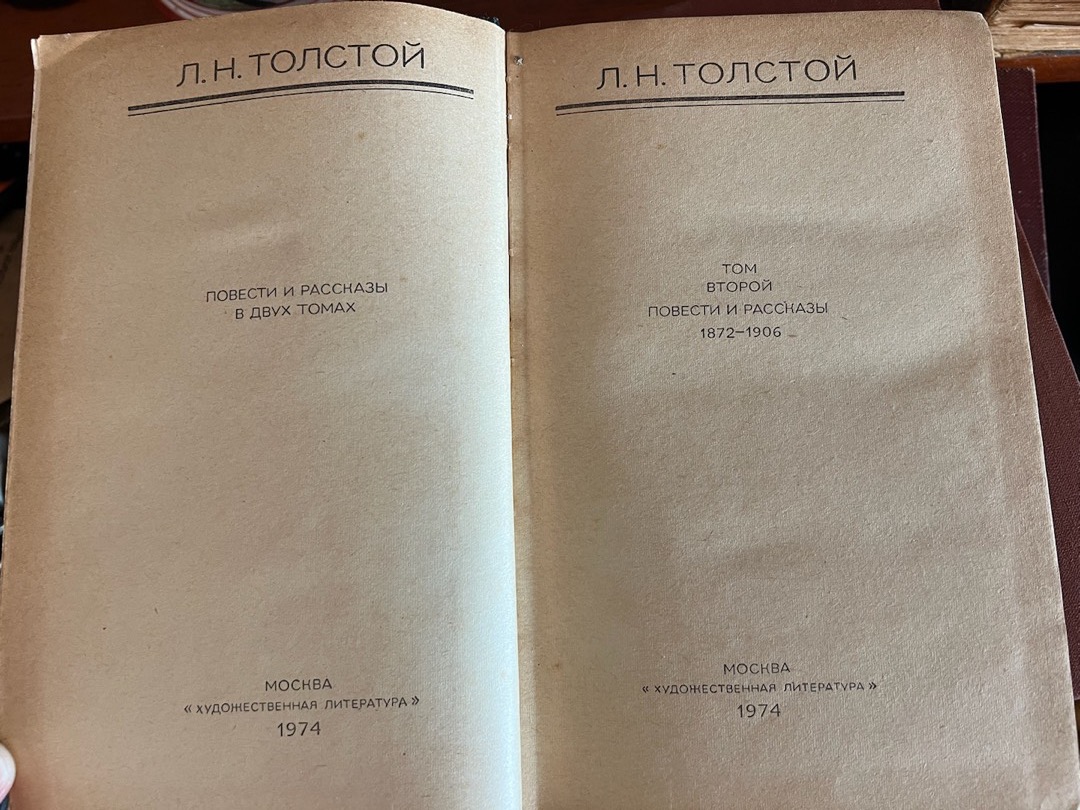 Л. Н. ТОЛСТОЙ
ПОВЕСТИ И РАССКАЗЫ
В ДВУХ ТОМАХ
МОСКВА
« ХУДОЖЕСТВЕННАЯ ЛИТЕРАТУРА »
1974
Л. Н. ТОЛСТОЙ
ТОМ
ВТОРОЙ
ПОВЕСТИ И РАССКАЗЫ
1872–1906
МОСКВА
« ХУДОЖЕСТВЕННАЯ ЛИТЕРАТУРА »
1974